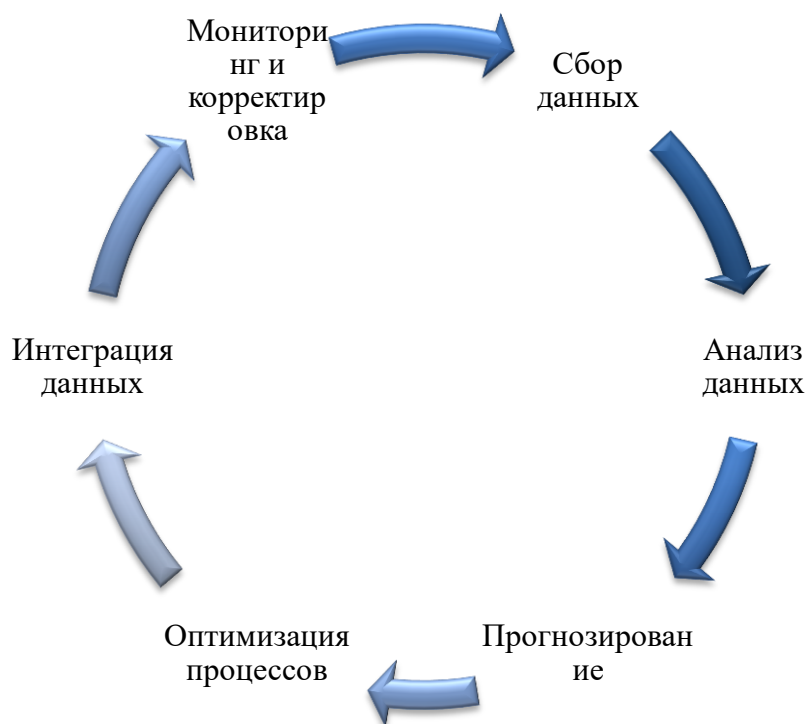 Монитори
нг и
корректир
овка
Сбор
данных
Анализ
данных
Прогнозирован
ие
Оптимизация
процессов
Интеграция
данных